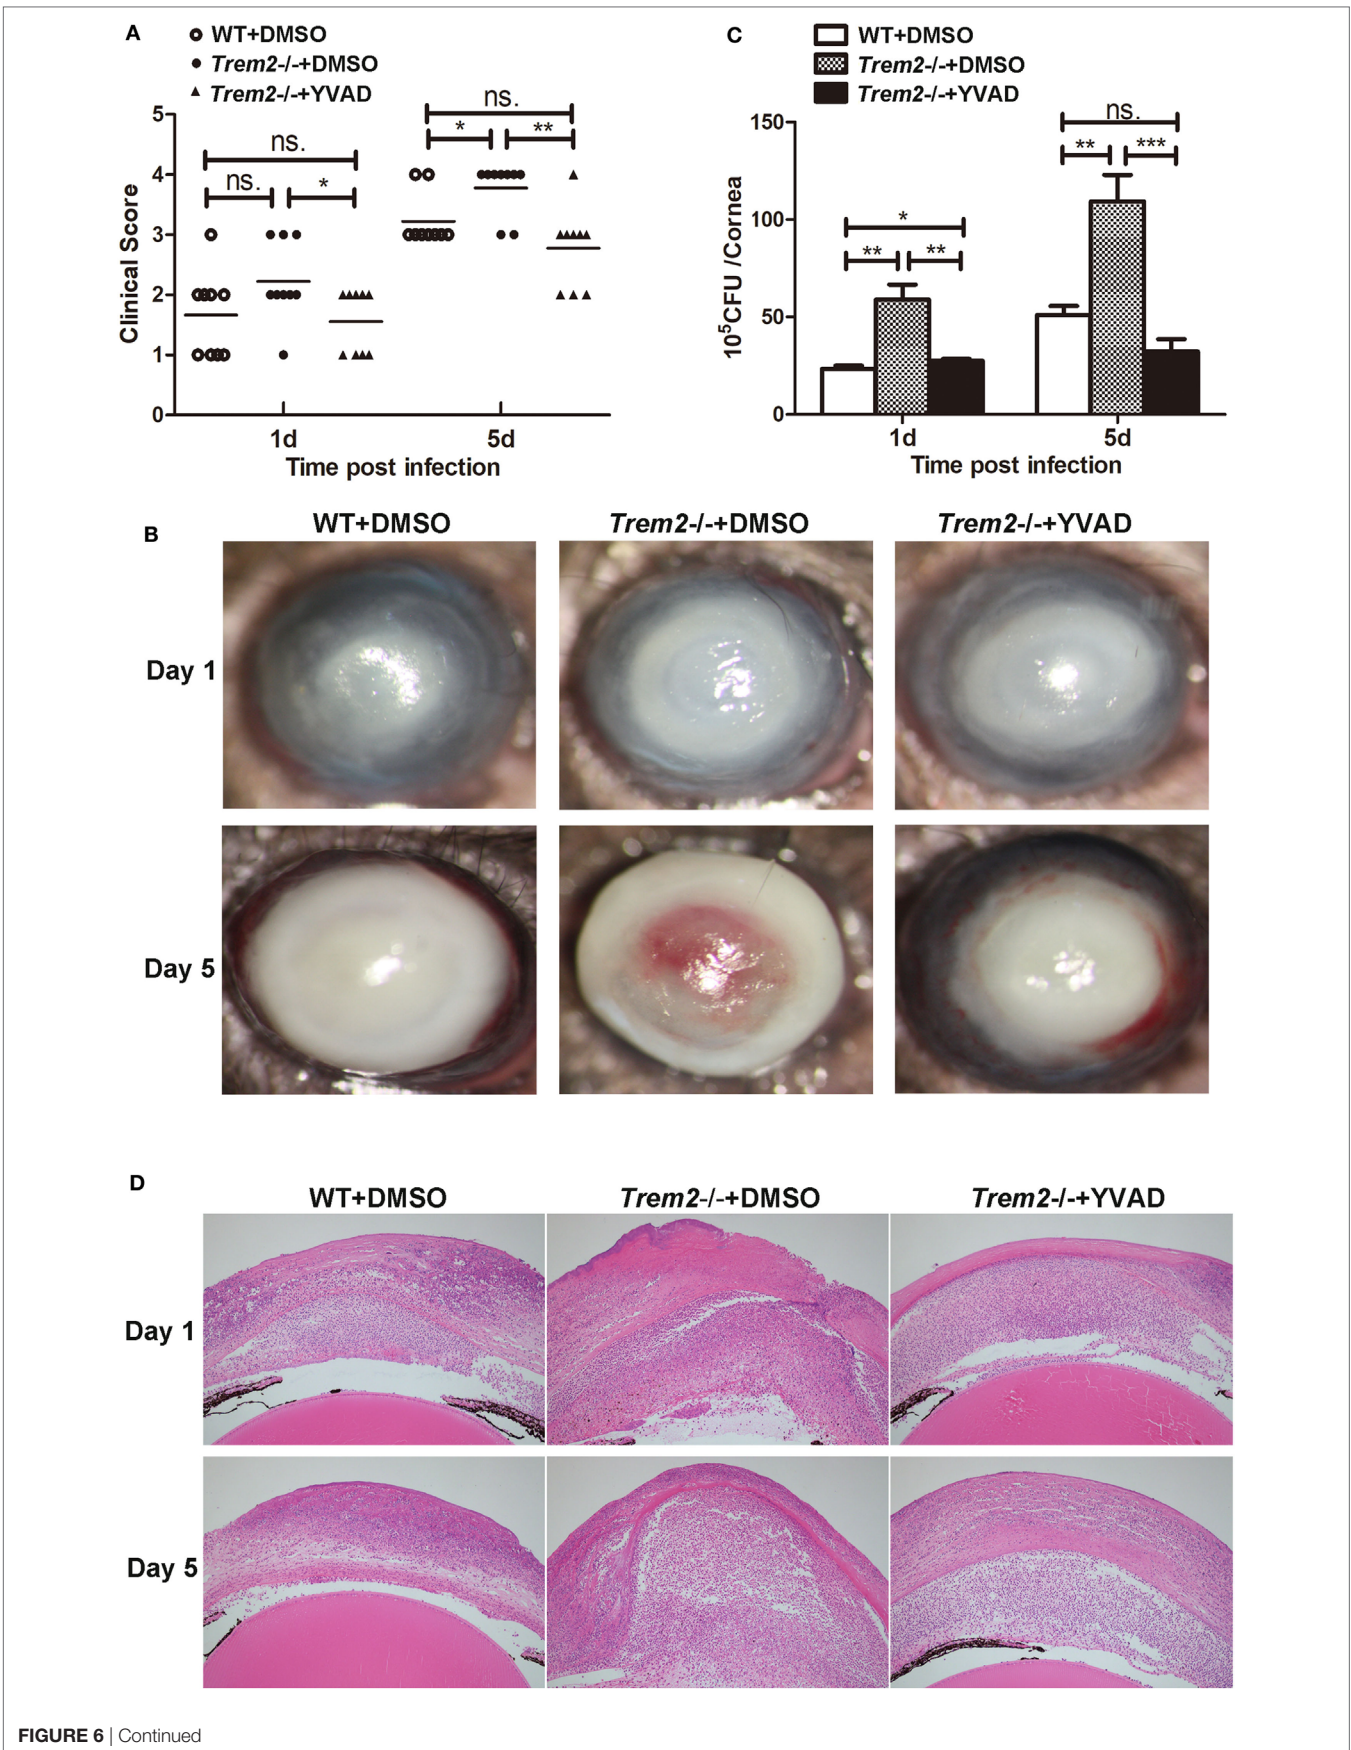 A
WT+DMSO
Trem2-/-+DMSO
Trem2-/-+YVAD
Clinical Score
5
4
3
2
1
0
ns.
ns.
*
ns.
*
**
1d
5d
Time post infection
C
WT+DMSO
Trem2-/-+DMSO
Trem2-/-+YVAD
10⁵CFU /Cornea
150
100
50
0
*
**
**
ns.
**
***
1d
5d
Time post infection
B
WT+DMSO
Trem2-/-+DMSO
Trem2-/-+YVAD
Day 1
Day 5
D
WT+DMSO
Trem2-/-+DMSO
Trem2-/-+YVAD
Day 1
Day 5
FIGURE 6 | Continued